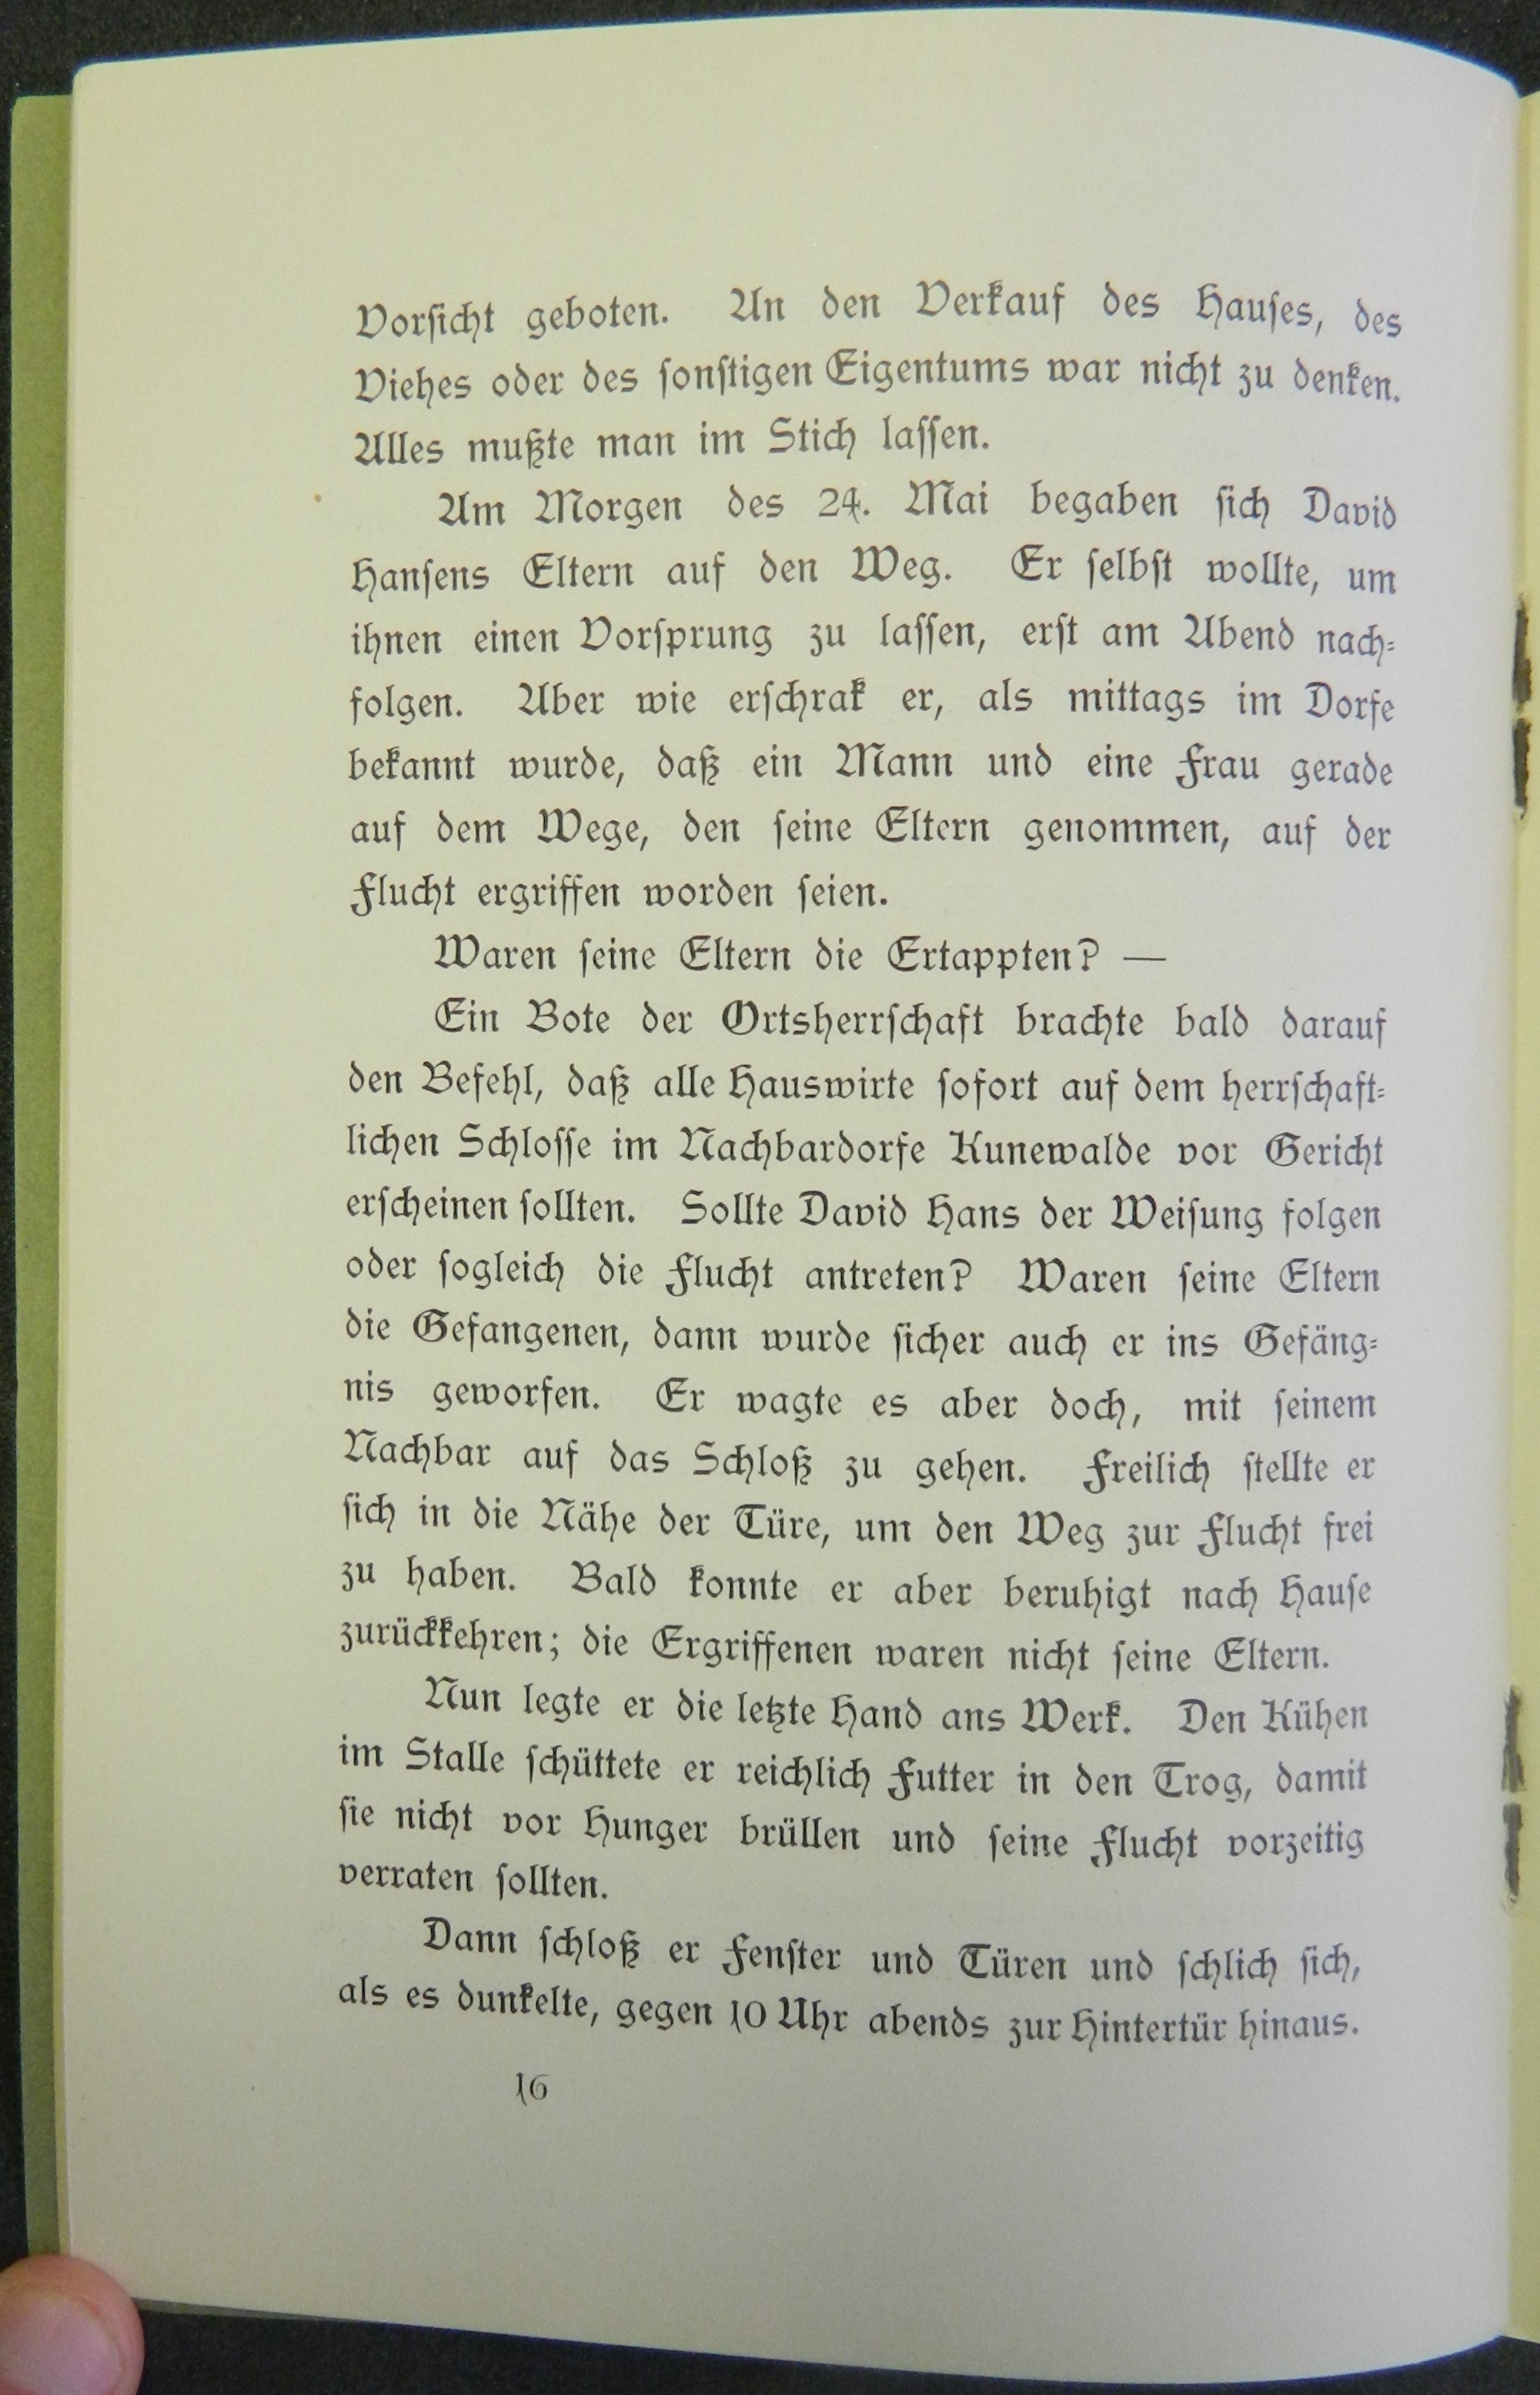 Vorsicht geboten. An den Verkauf des Hauses, des
Viehes oder des sonstigen Eigentums war nicht zu denken.
Alles mußte man im Stich lassen.
Am Morgen des 24. Mai begaben sich David
Hansens Eltern auf den Weg. Er selbst wollte, um
ihnen einen Vorsprung zu lassen, erst am Abend nach-
folgen. Aber wie erschrak er, als mittags im Dorfe
bekannt wurde, daß ein Mann und eine Frau gerade
auf dem Wege, den seine Eltern genommen, auf der
Flucht ergriffen worden seien.
Waren seine Eltern die Ertappten? —
Ein Bote der Ortsherrschaft brachte bald darauf
den Befehl, daß alle Hauswirte sofort auf dem herrschaft-
lichen Schlosse im Nachbardorfe Kunewalde vor Gericht
erscheinen sollten. Sollte David Hans der Weisung folgen
oder sogleich die Flucht antreten? Waren seine Eltern
die Gefangenen, dann wurde sicher auch er ins Gefäng-
nis geworfen. Er wagte es aber doch, mit seinem
Nachbar auf das Schloß zu gehen. Freilich stellte er
sich in die Nähe der Türe, um den Weg zur Flucht frei
zu haben. Bald konnte er aber beruhigt nach Hause
zurückkehren; die Ergriffenen waren nicht seine Eltern.
Nun legte er die letzte Hand ans Werk. Den Kühen
im Stalle schüttete er reichlich Futter in den Trog, damit
sie nicht vor Hunger brüllen und seine Flucht vorzeitig
verraten sollten.
Dann schloß er Fenster und Türen und schlich sich,
als es dunkelte, gegen 10 Uhr abends zur Hintertür hinaus.
16